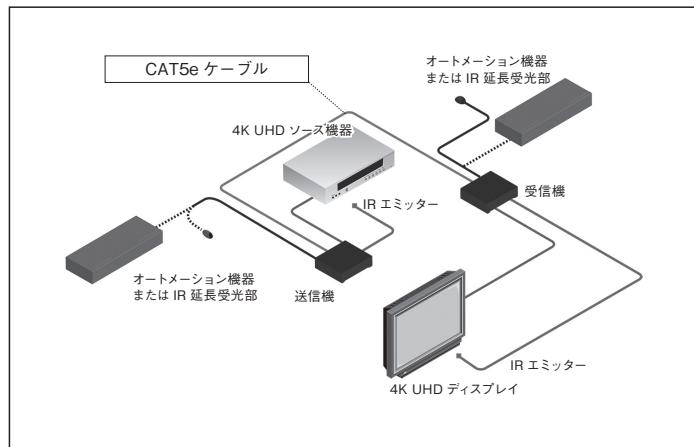 オートメーション機器
または IR 延長受光部
CAT5e ケーブル
4K UHD ソース機器
受信機
IR エミッター
オートメーション機器
または IR 延長受光部
送信機
IR エミッター
4K UHD ディスプレイ